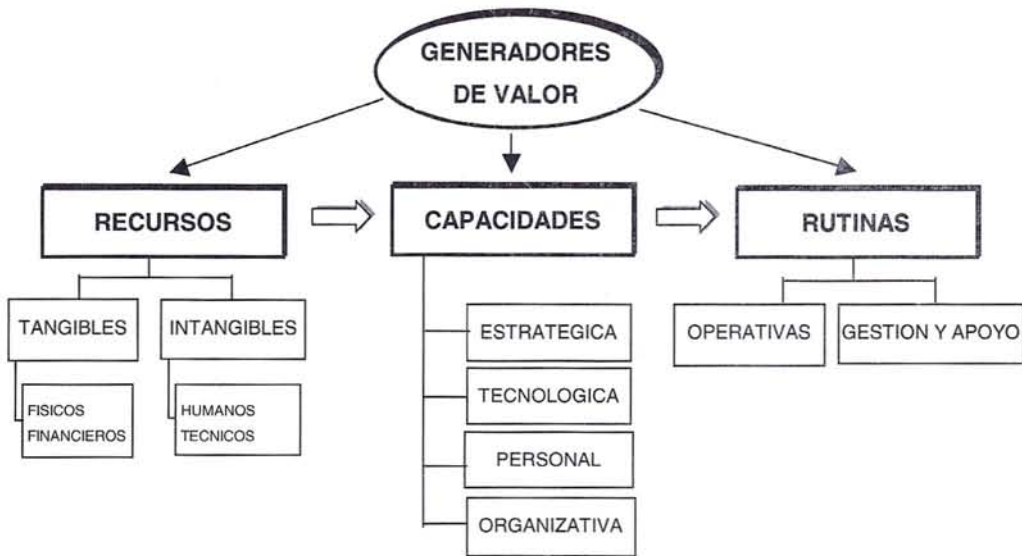 GENERADORES
DE VALOR
RECURSOS
CAPACIDADES
RUTINAS
TANGIBLES
INTANGIBLES
FISICOS
FINANCIEROS
HUMANOS
TECNICOS
ESTRATEGICA
TECNOLOGICA
PERSONAL
ORGANIZATIVA
OPERATIVAS
GESTION Y APOYO